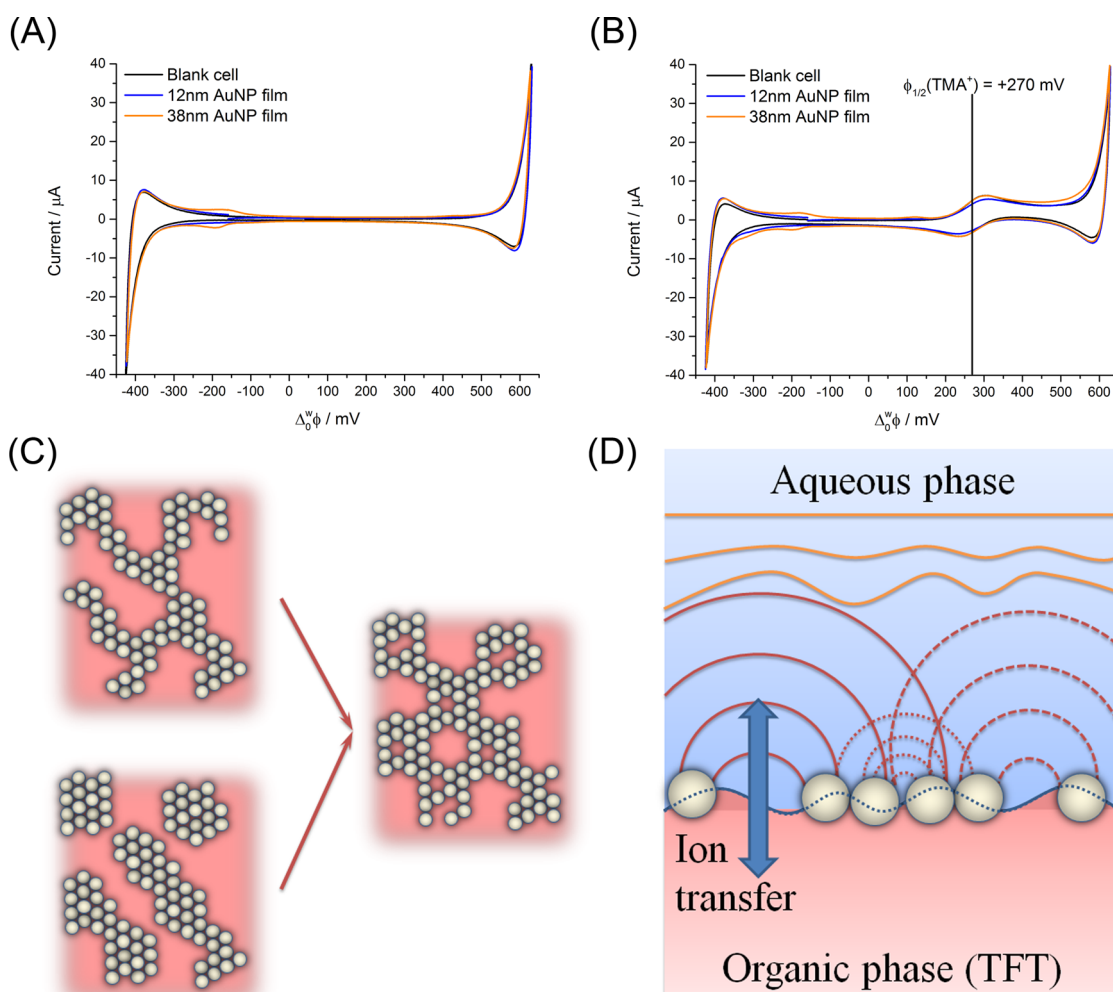 (A)
40
30
20
10
0
-10
-20
-30
-40
Current / µA
Blank cell
12nm AuNP film
38nm AuNP film
-400 -300 -200 -100 0 100 200 300 400 500 600
Δ₀ʷϕ / mV
(B)
40
30
20
10
0
-10
-20
-30
-40
Current / µA
Blank cell
12nm AuNP film
38nm AuNP film
ϕ₁/₂(TMA⁺) = +270 mV
-400 -300 -200 -100 0 100 200 300 400 500 600
Δ₀ʷϕ / mV
(C)
(D)
Aqueous phase
Ion
transfer
Organic phase (TFT)